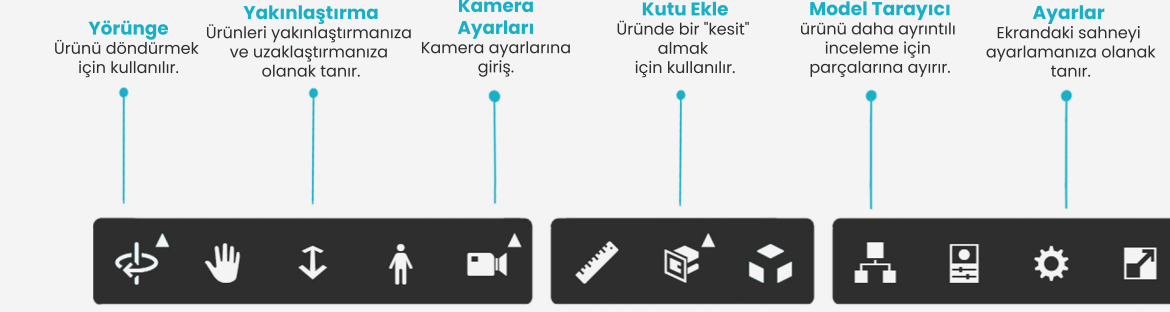 Yörünge
Ürünü döndürmek
için kullanılır.
Yakınlaştırma
Ürünleri yakınlaştırmanıza
ve uzaklaştırmanıza
olanak tanır.
Kamera
Ayarları
Kamera ayarlarına
giriş.
Kutu Ekle
Üründe bir "kesit"
almak
için kullanılır.
Model Tarayıcı
ürünü daha ayrıntılı
inceleme için
parçalarına ayırır.
Ayarlar
Ekrandaki sahneyi
ayarlamanıza olanak
tanır.